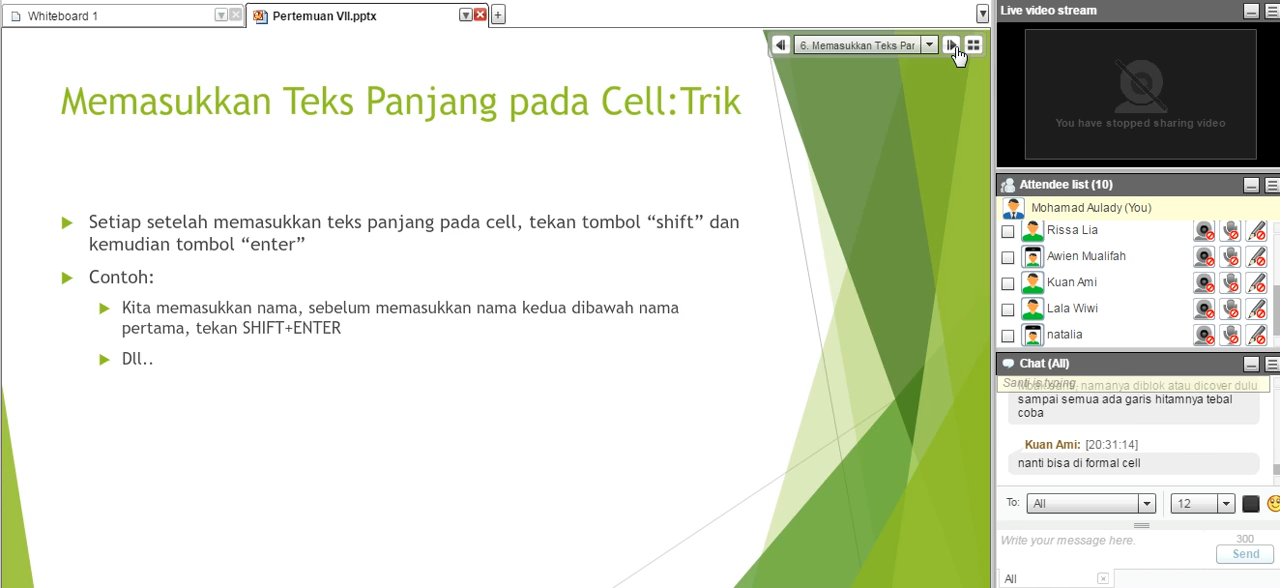 Whiteboard 1
Pertemuan VII.pptx
6. Memasukkan Teks Par
Memasukkan Teks Panjang pada Cell:Trik
Setiap setelah memasukkan teks panjang pada cell, tekan tombol “shift” dan
kemudian tombol “enter”
Contoh:
Kita memasukkan nama, sebelum memasukkan nama kedua dibawah nama
pertama, tekan SHIFT+ENTER
Dll..
Live video stream
You have stopped sharing video
Attendee list (10)
Mohamad Aulady (You)
Rissa Lia
Awien Mualifah
Kuan Ami
Lala Wiwi
natalia
Chat (All)
Santi is typing
namanya diblok atau dicover dulu
sampai semua ada garis hitamnya tebal
coba
Kuan Ami: [20:31:14]
nanti bisa di formal cell
To: All 12
Write your message here.
300
Send
All